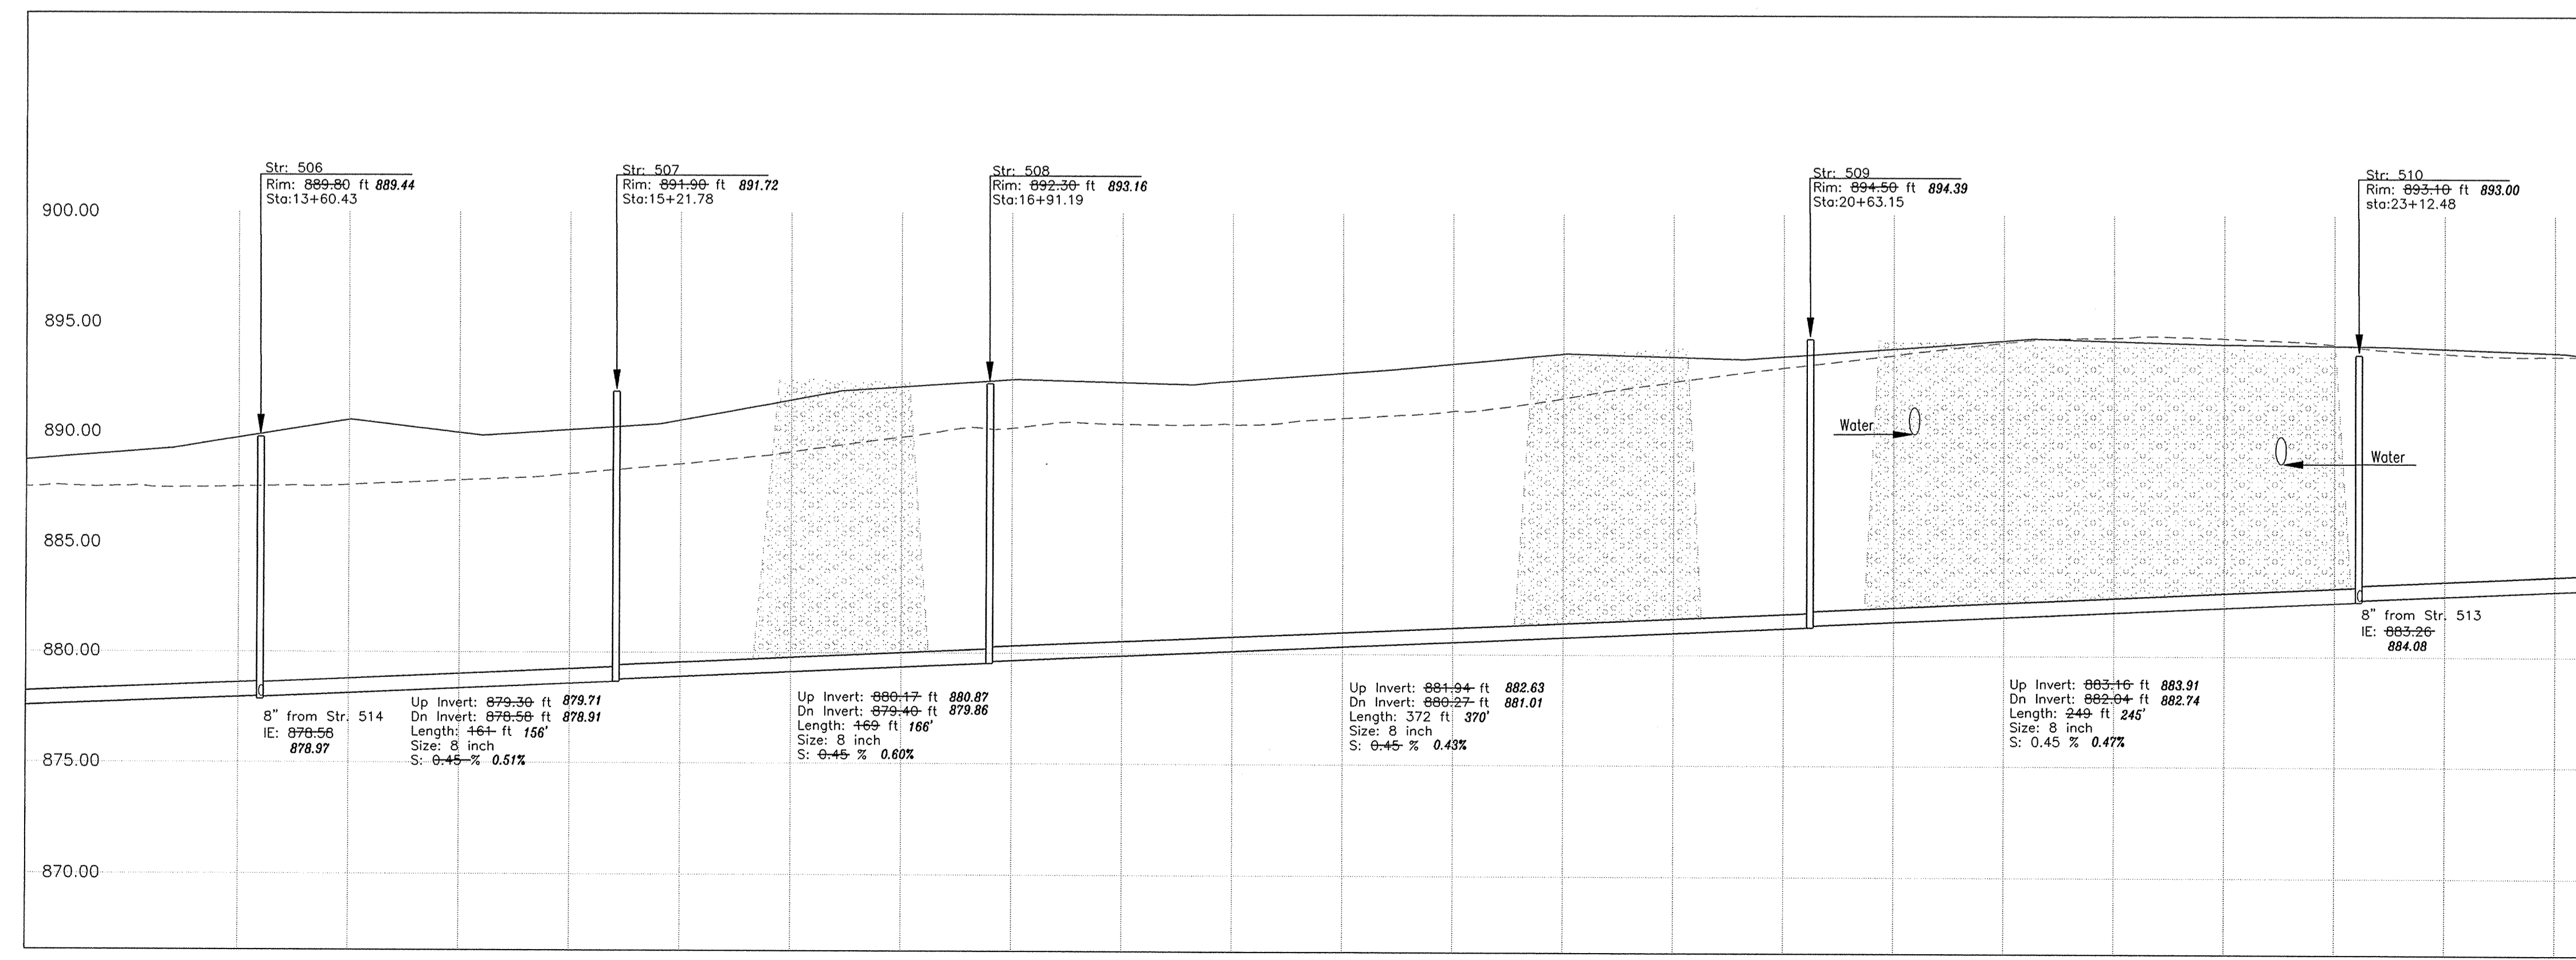 Str: 506
Rim: 889.80 ft 889.44
Sta:13+60.43
Str: 507
Rim: 891.90 ft 891.72
Sta:15+21.78
Str: 508
Rim: 892.30 ft 893.16
Sta:16+91.19
Str: 509
Rim: 894.50 ft 894.39
Sta:20+63.15
Str: 510
Rim: 893.10 ft 893.00
sta:23+12.48
900.00
895.00
890.00
885.00
880.00
875.00
870.00
Water
Water
8" from Str. 514
IE: 878.58
878.97
Up Invert: 879.30 ft 879.71
Dn Invert: 878.58 ft 878.91
Length: 161 ft 156'
Size: 8 inch
S: 0.45 % 0.51%
Up Invert: 880.17 ft 880.87
Dn Invert: 879.40 ft 879.86
Length: 169 ft 166'
Size: 8 inch
S: 0.45 % 0.60%
Up Invert: 881.94 ft 882.63
Dn Invert: 880.27 ft 881.01
Length: 372 ft 370'
Size: 8 inch
S: 0.45 % 0.43%
Up Invert: 883.16 ft 883.91
Dn Invert: 882.04 ft 882.74
Length: 249 ft 245'
Size: 8 inch
S: 0.45 % 0.47%
8" from Str. 513
IE: 883.26
884.08